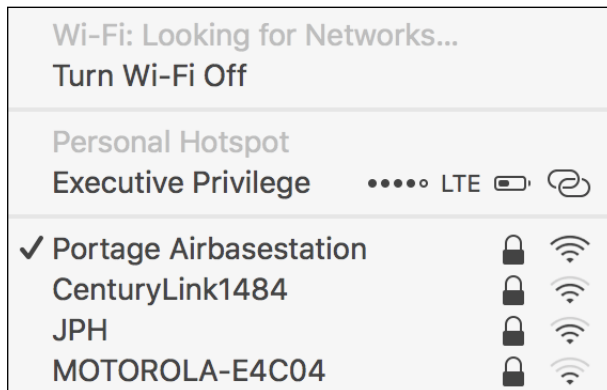 Wi-Fi: Looking for Networks...
Turn Wi-Fi Off
Personal Hotspot
Executive Privilege LTE
Portage Airbasestation
CenturyLink1484
JPH
MOTOROLA-E4C04